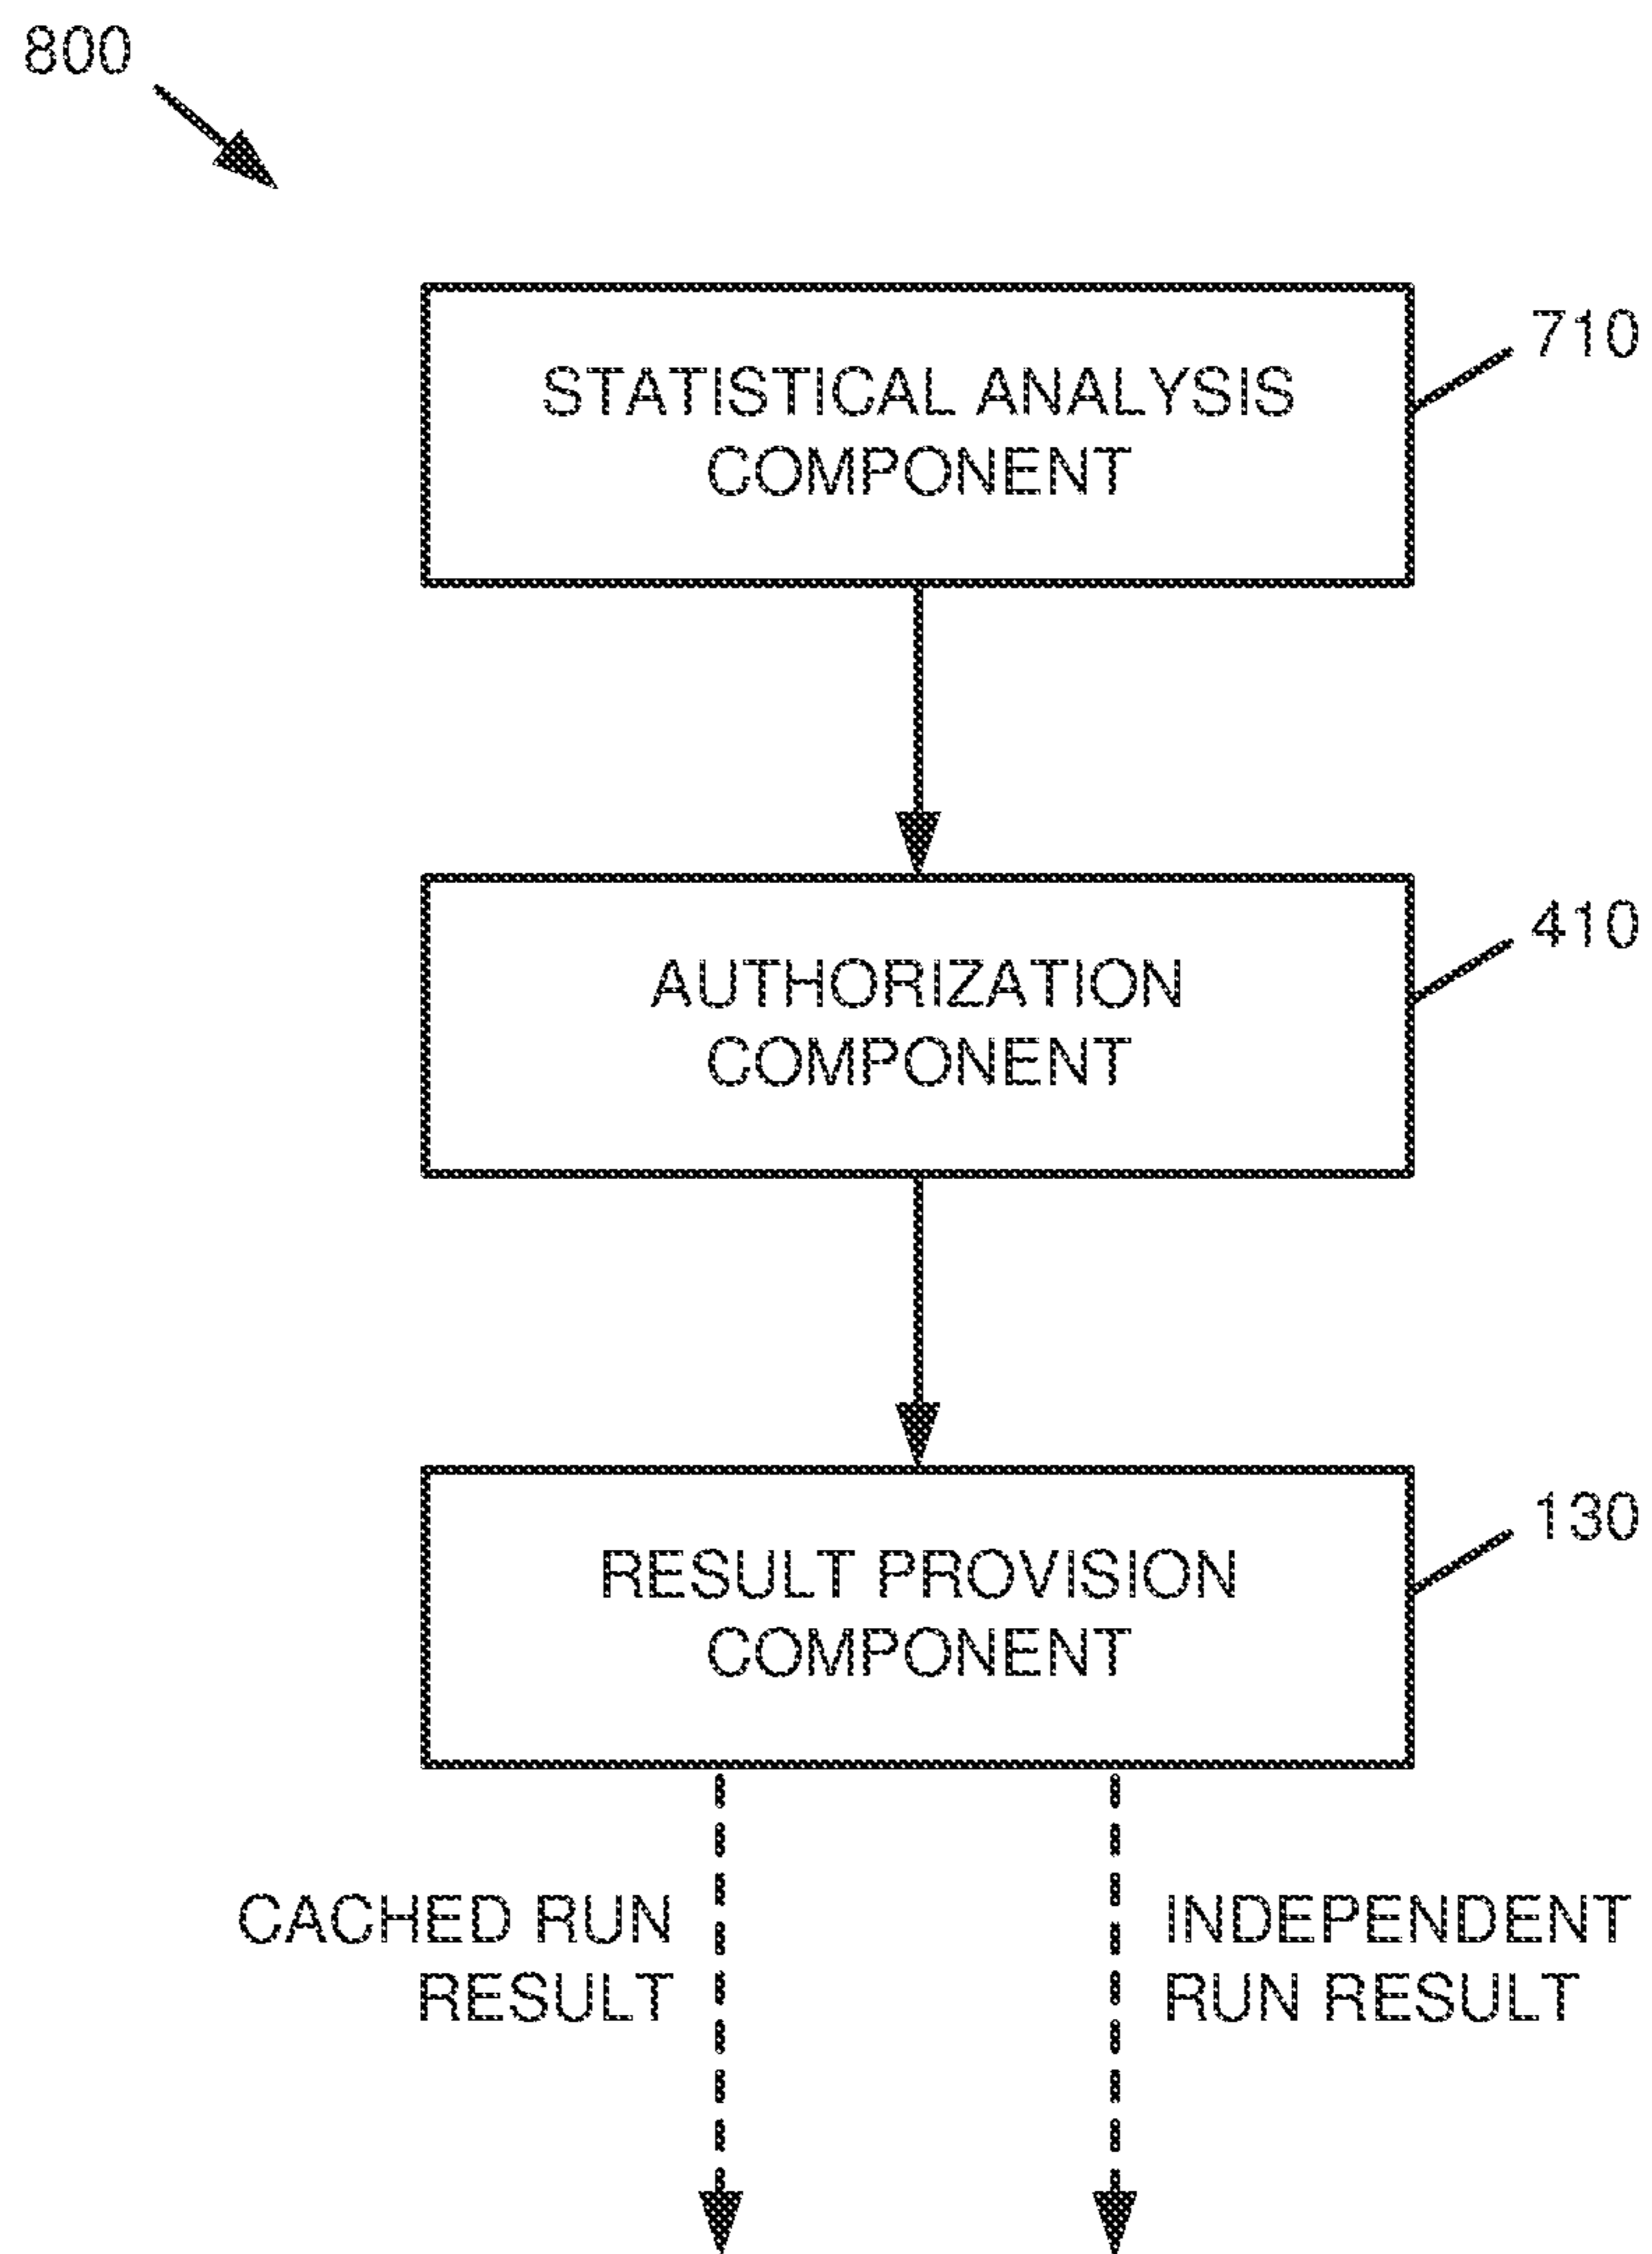 800
710
STATISTICAL ANALYSIS
COMPONENT
410
AUTHORIZATION
COMPONENT
130
RESULT PROVISION
COMPONENT
CACHED RUN
RESULT
INDEPENDENT
RUN RESULT